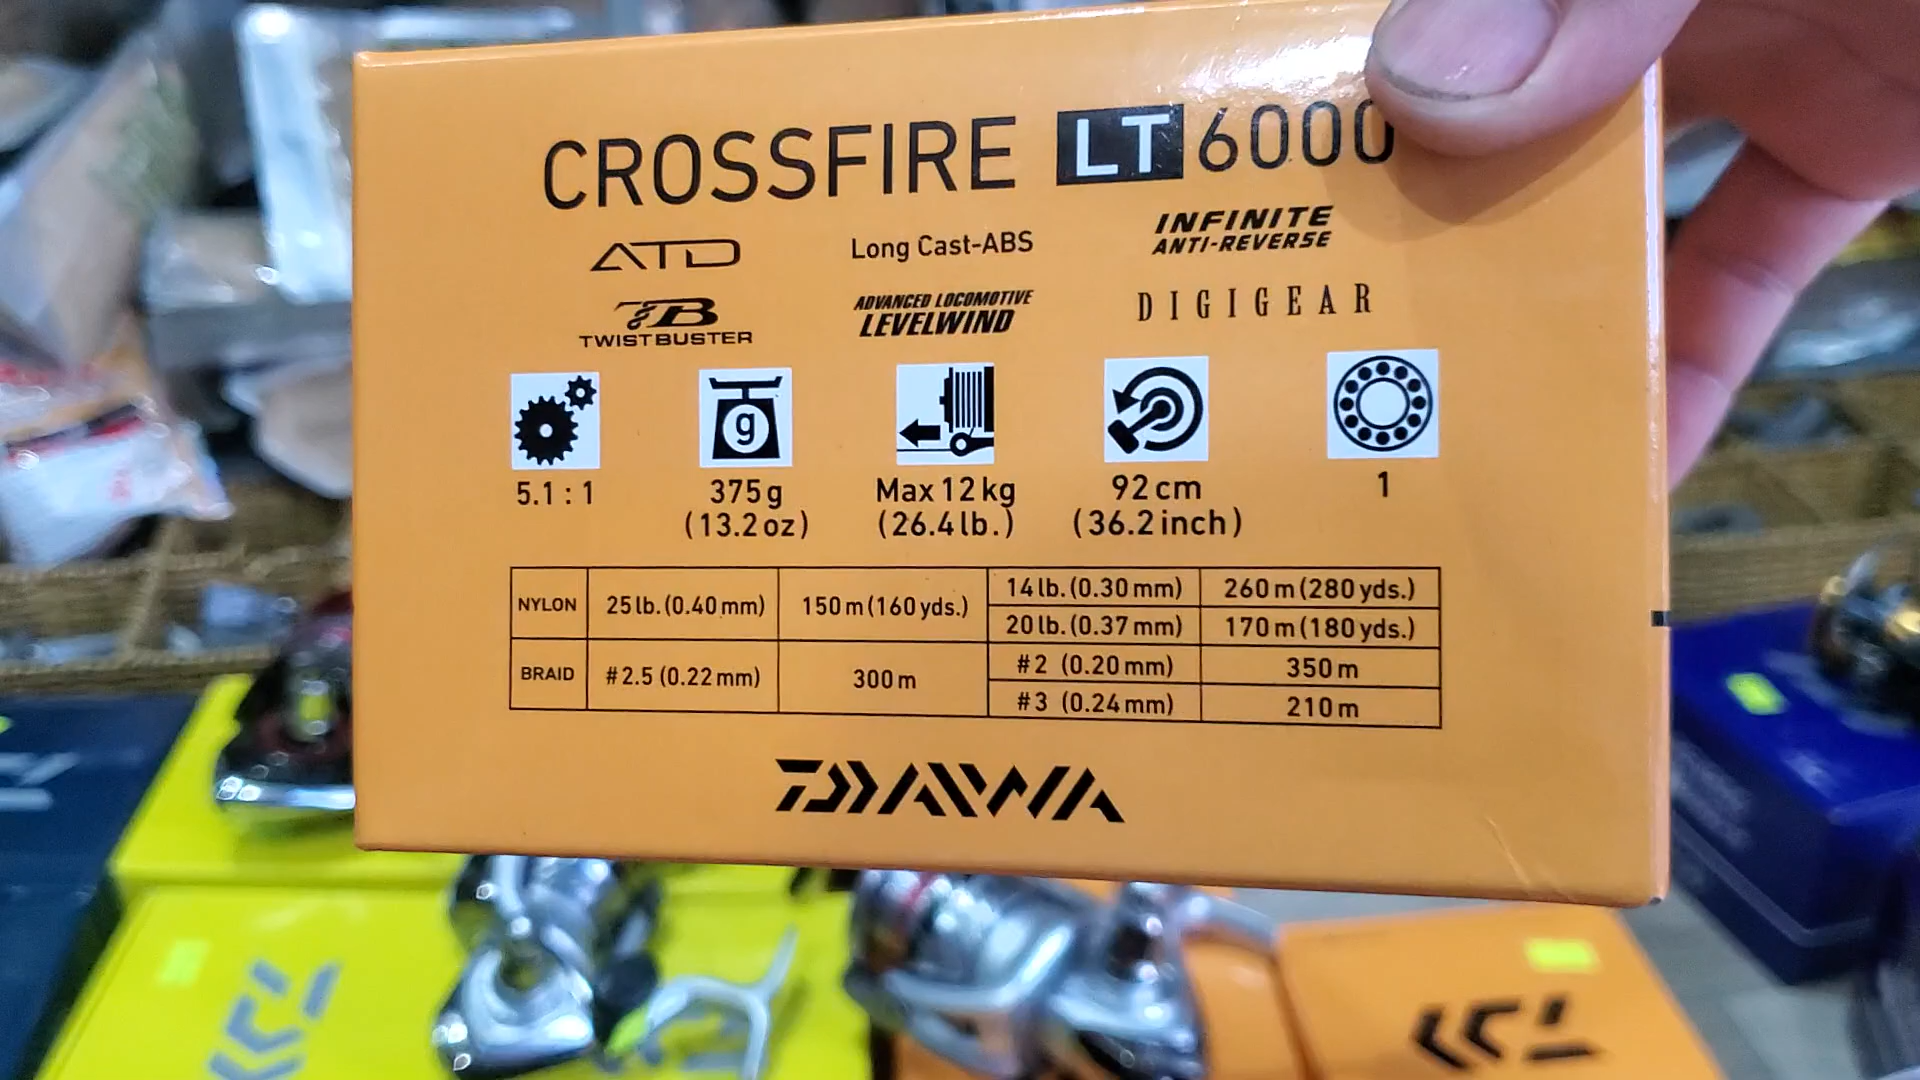 CROSSFIRE LT 6000
ATD Long Cast-ABS INFINITE ANTI-REVERSE
TB TWISTBUSTER ADVANCED LOCOMOTIVE LEVELWIND DIGIGEAR
g
5.1 : 1 375 g Max 12 kg 92 cm 1
(13.2 oz) (26.4 lb.) (36.2 inch)
NYLON 25 lb. (0.40 mm) 150 m (160 yds.) 14 lb. (0.30 mm) 260 m (280 yds.)
20 lb. (0.37 mm) 170 m (180 yds.)
BRAID #2.5 (0.22 mm) 300 m #2 (0.20 mm) 350 m
#3 (0.24 mm) 210 m
DAIWA